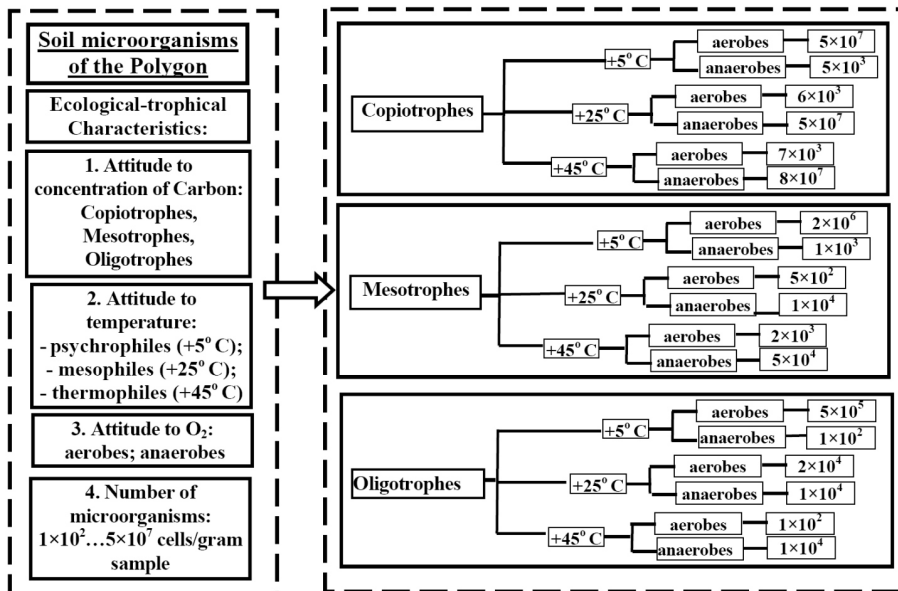 Soil microorganisms
of the Polygon
Ecological-trophical
Characteristics:
1. Attitude to
concentration of Carbon:
Copiotrophes,
Mesotrophes,
Oligotrophes
2. Attitude to
temperature:
- psychrophiles (+5° C);
- mesophiles (+25° C);
- thermophiles (+45° C)
3. Attitude to O₂:
aerobes; anaerobes
4. Number of
microorganisms:
1×10²…5×10⁷ cells/gram
sample
Copiotrophes
+5° C
aerobes 5×10⁷
anaerobes 5×10³
+25° C
aerobes 6×10³
anaerobes 5×10⁷
+45° C
aerobes 7×10³
anaerobes 8×10⁷
Mesotrophes
+5° C
aerobes 2×10⁶
anaerobes 1×10³
+25° C
aerobes 5×10²
anaerobes 1×10⁴
+45° C
aerobes 2×10³
anaerobes 5×10⁴
Oligotrophes
+5° C
aerobes 5×10⁵
anaerobes 1×10²
+25° C
aerobes 2×10⁴
anaerobes 1×10⁴
+45° C
aerobes 1×10²
anaerobes 1×10⁴